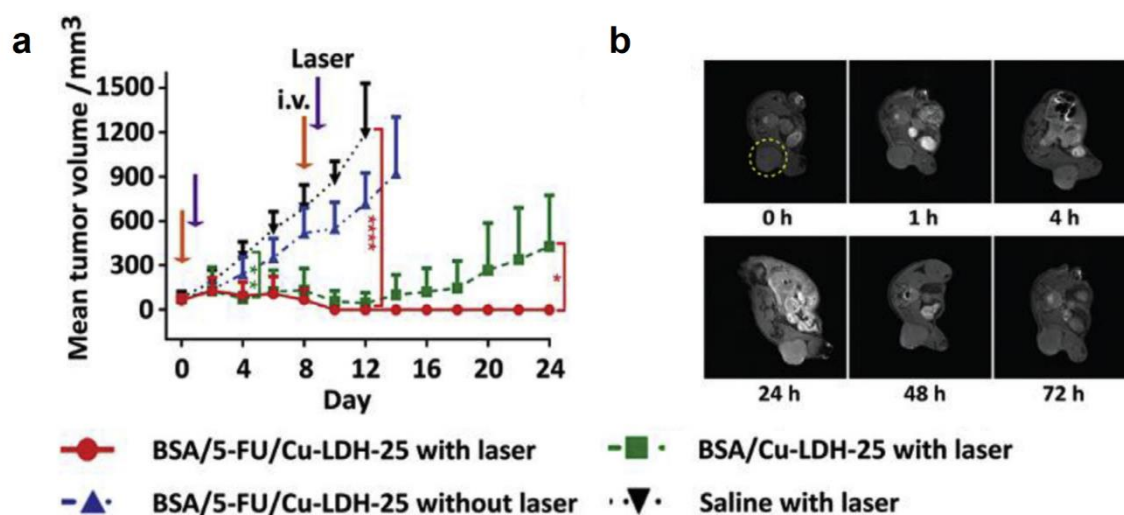 a
b
Laser
i.v.
Mean tumor volume /mm³
1500
1200
900
600
300
0
**
****
*
0 4 8 12 16 20 24
Day
0 h 1 h 4 h
24 h 48 h 72 h
BSA/5-FU/Cu-LDH-25 with laser
BSA/Cu-LDH-25 with laser
BSA/5-FU/Cu-LDH-25 without laser
Saline with laser